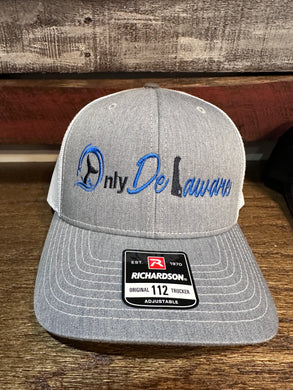 Only Delaware
EST. R 1970
RICHARDSON
ORIGINAL 112 TRUCKER
ADJUSTABLE